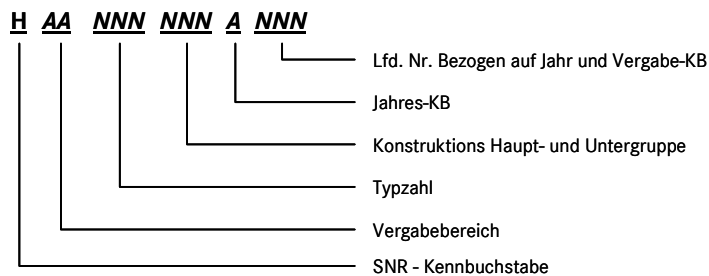 H AA NNN NNN A NNN
Lfd. Nr. Bezogen auf Jahr und Vergabe-KB
Jahres-KB
Konstruktions Haupt- und Untergruppe
Typzahl
Vergabebereich
SNR - Kennbuchstabe